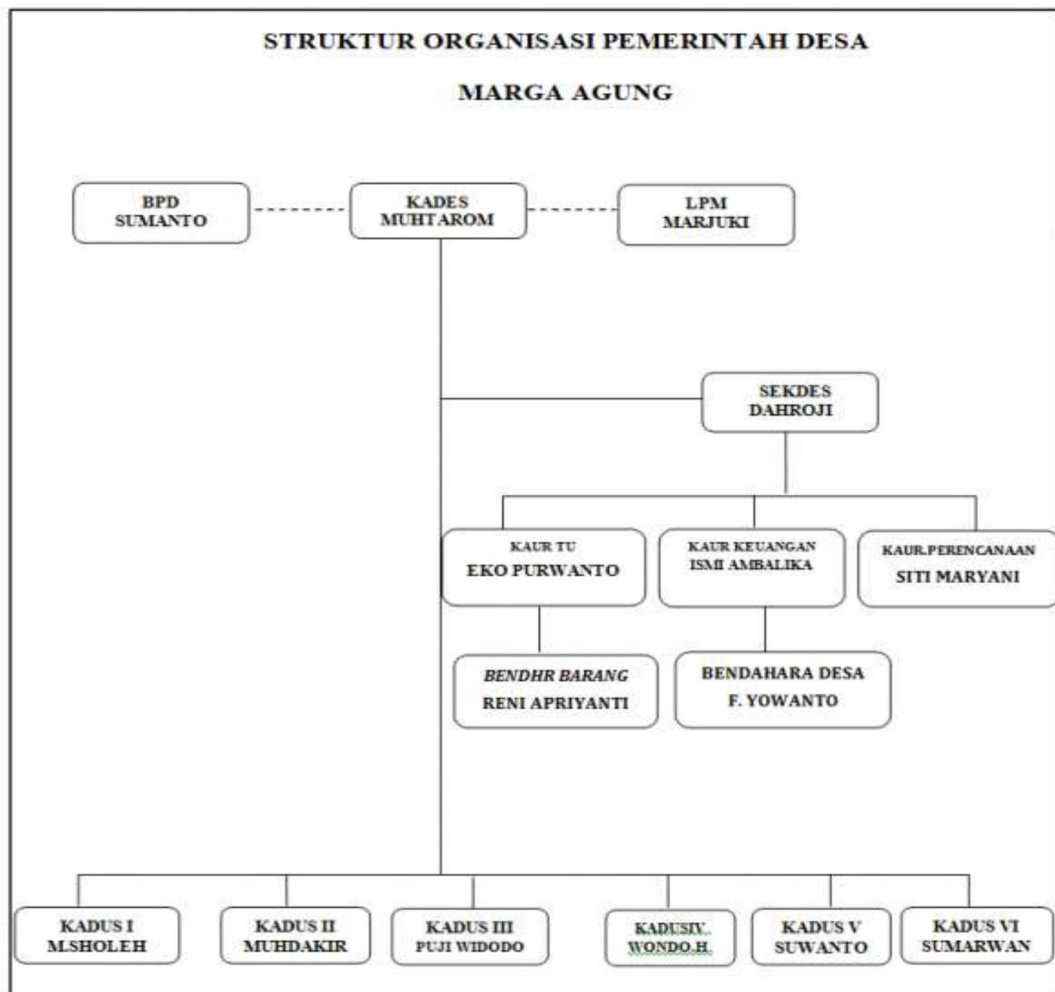 STRUKTUR ORGANISASI PEMERINTAH DESA
MARGA AGUNG
BPD
SUMANTO
KADES
MUHTAROM
LPM
MARJUKI
SEKDES
DAHROJI
KAUR TU
EKO PURWANTO
KAUR KEUANGAN
ISMI AMBALIKA
KAUR.PERENCANAAN
SITI MARYANI
BENDHR BARANG
RENI APRIYANTI
BENDAHARA DESA
F. YOWANTO
KADUS I
M.SHOLEH
KADUS II
MUHDAKIR
KADUS III
PUJI WIDODO
KADUSIV
WONDO.H.
KADUS V
SUWANTO
KADUS VI
SUMARWAN